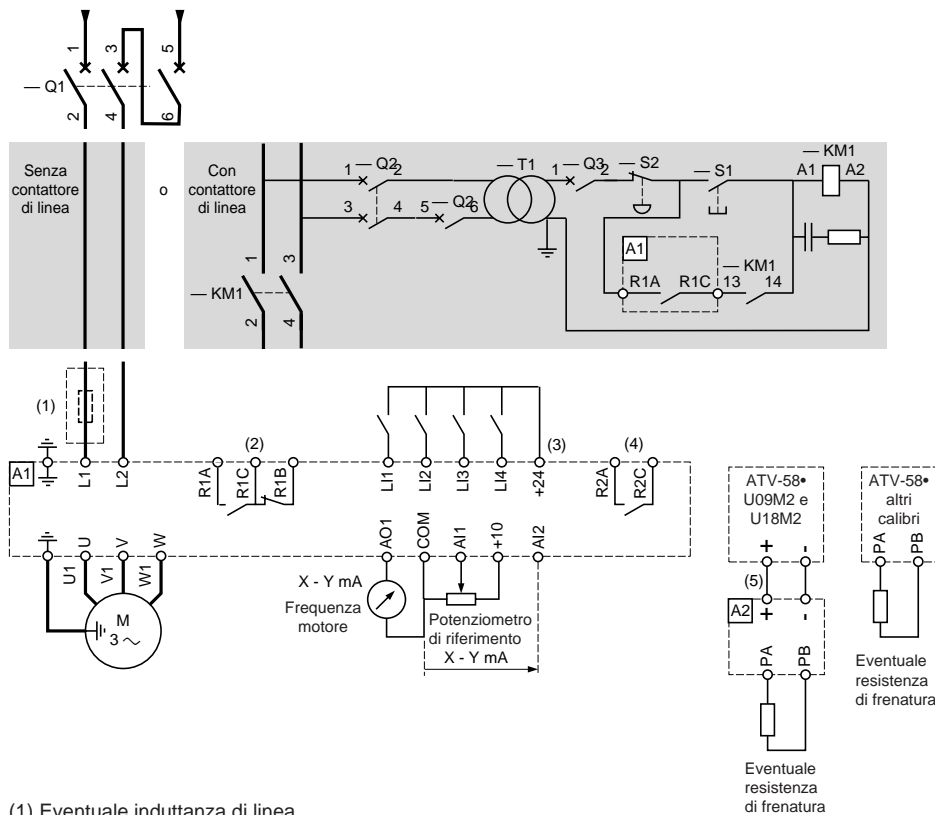 1 3 5
— Q1
2 4 6
Senza
contattore
di linea
o
Con
contattore
di linea
1 — Q2 2
3 4 5 — Q2 6
— T1
1 — Q3 2
— S2
— S1
— KM1
A1 A2
A1
R1A R1C
— KM1
13 14
1 3
— KM1
2 4
(1)
(2)
(3)
(4)
A1
L1
L2
R1A
R1C
R1B
LI1
LI2
LI3
LI4
+24
R2A
R2C
U
V
W
AO1
COM
AI1
+10
AI2
U1
V1
W1
M
3 ~
X - Y mA
Frequenza
motore
Potenziometro
di riferimento
X - Y mA
ATV-58•
U09M2 e
U18M2
+ -
(5)
A2
+ -
PA
PB
Eventuale
resistenza
di frenatura
ATV-58•
altri
calibri
PA
PB
Eventuale
resistenza
di frenatura
(1) Eventuale induttanza di linea